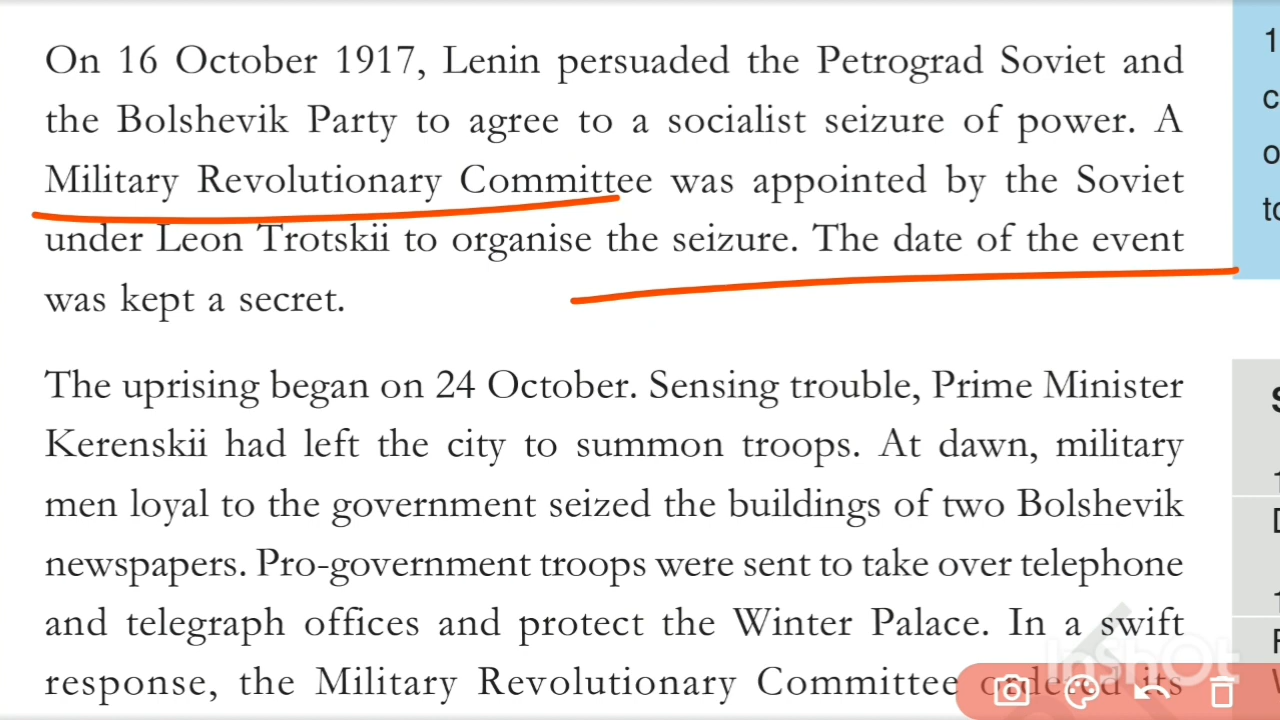 On 16 October 1917, Lenin persuaded the Petrograd Soviet and
the Bolshevik Party to agree to a socialist seizure of power. A
Military Revolutionary Committee was appointed by the Soviet
under Leon Trotskii to organise the seizure. The date of the event
was kept a secret.
The uprising began on 24 October. Sensing trouble, Prime Minister
Kerenskii had left the city to summon troops. At dawn, military
men loyal to the government seized the buildings of two Bolshevik
newspapers. Pro-government troops were sent to take over telephone
and telegraph offices and protect the Winter Palace. In a swift
response, the Military Revolutionary Committee ordered its
InShOt